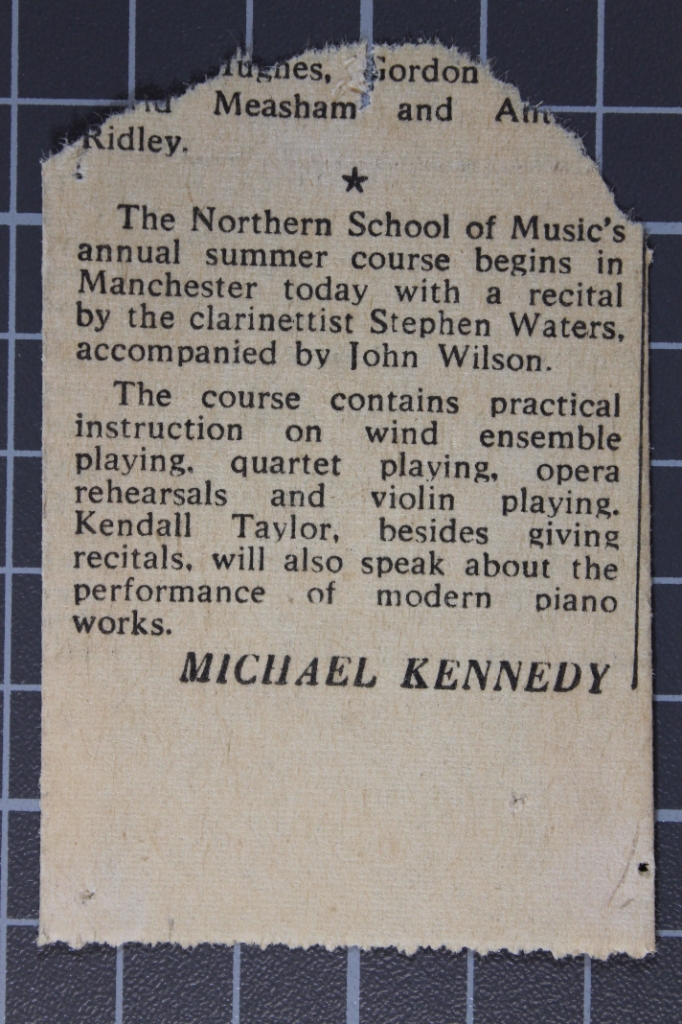 Hughes, Gordon
Measham and
Ridley.
★
The Northern School of Music's
annual summer course begins in
Manchester today with a recital
by the clarinettist Stephen Waters,
accompanied by John Wilson.
The course contains practical
instruction on wind ensemble
playing, quartet playing, opera
rehearsals and violin playing.
Kendall Taylor, besides giving
recitals, will also speak about the
performance of modern piano
works.
MICHAEL KENNEDY